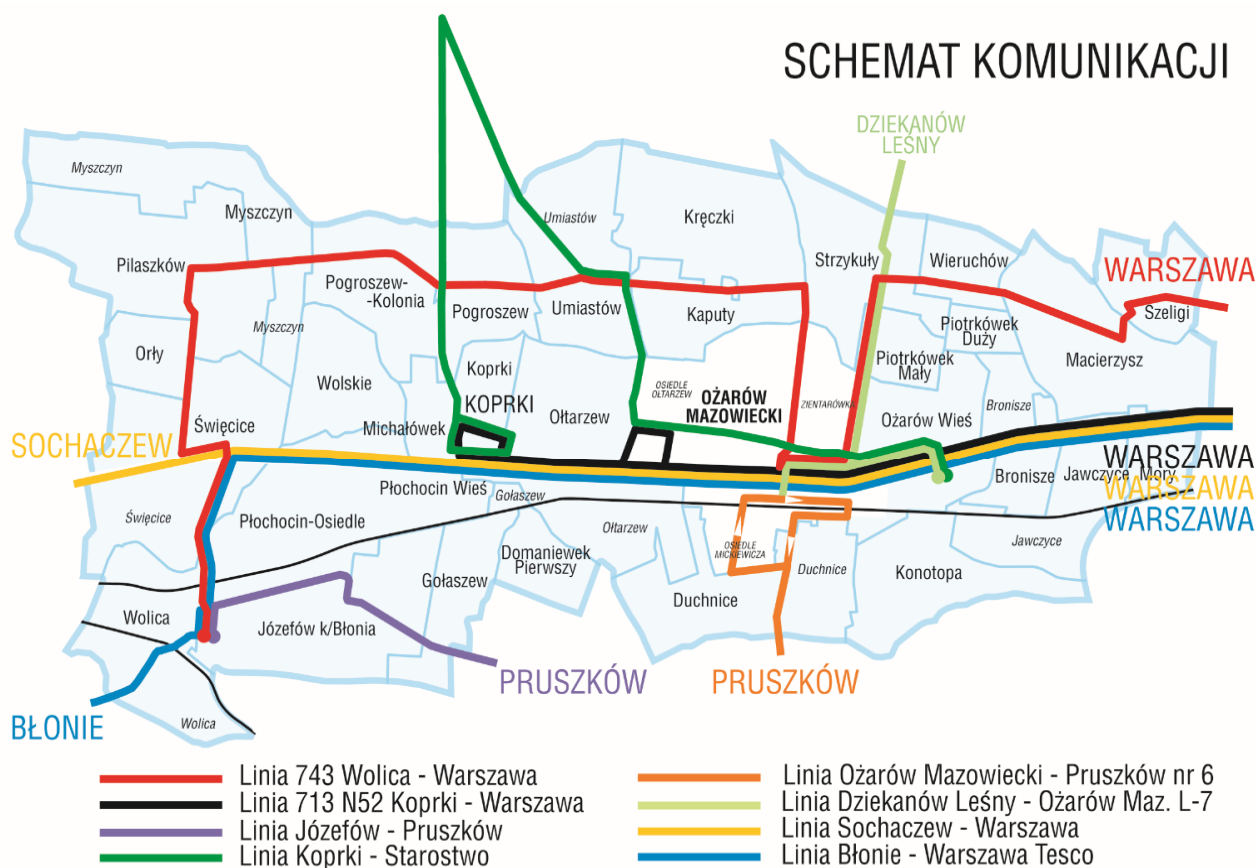 SCHEMAT KOMUNIKACJI
DZIEKANÓW
LEŚNY
Myszczyn
Myszczyn
Umiastów
Kręczki
Pilaszków
Strzykuły
Wieruchów
WARSZAWA
Pogroszew-
-Kolonia
Pogroszew
Umiastów
Kaputy
Szeligi
Myszczyn
Orły
Piotrkówek
Duży
Macierzysz
Wolskie
Koprki
Piotrkówek
Mały
OSIEDLE
OŁTARZEW
OŻARÓW
MAZOWIECKI
ZIENTARÓWKA
KOPRKI
Ołtarzew
Bronisze
Święcice
Michałówek
Ożarów Wieś
SOCHACZEW
WARSZAWA
Płochocin Wieś
Gołaszew
Bronisze
Jawczyce
Mory
WARSZAWA
Święcice
Płochocin-Osiedle
Ołtarzew
WARSZAWA
OSIEDLE
MICKIEWICZA
Jawczyce
Domaniewek
Pierwszy
Gołaszew
Duchnice
Konotopa
Duchnice
Wolica
Józefów k/Błonia
PRUSZKÓW
PRUSZKÓW
BŁONIE
Wolica
Linia 743 Wolica - Warszawa
Linia 713 N52 Koprki - Warszawa
Linia Józefów - Pruszków
Linia Koprki - Starostwo
Linia Ożarów Mazowiecki - Pruszków nr 6
Linia Dziekanów Leśny - Ożarów Maz. L-7
Linia Sochaczew - Warszawa
Linia Błonie - Warszawa Tesco